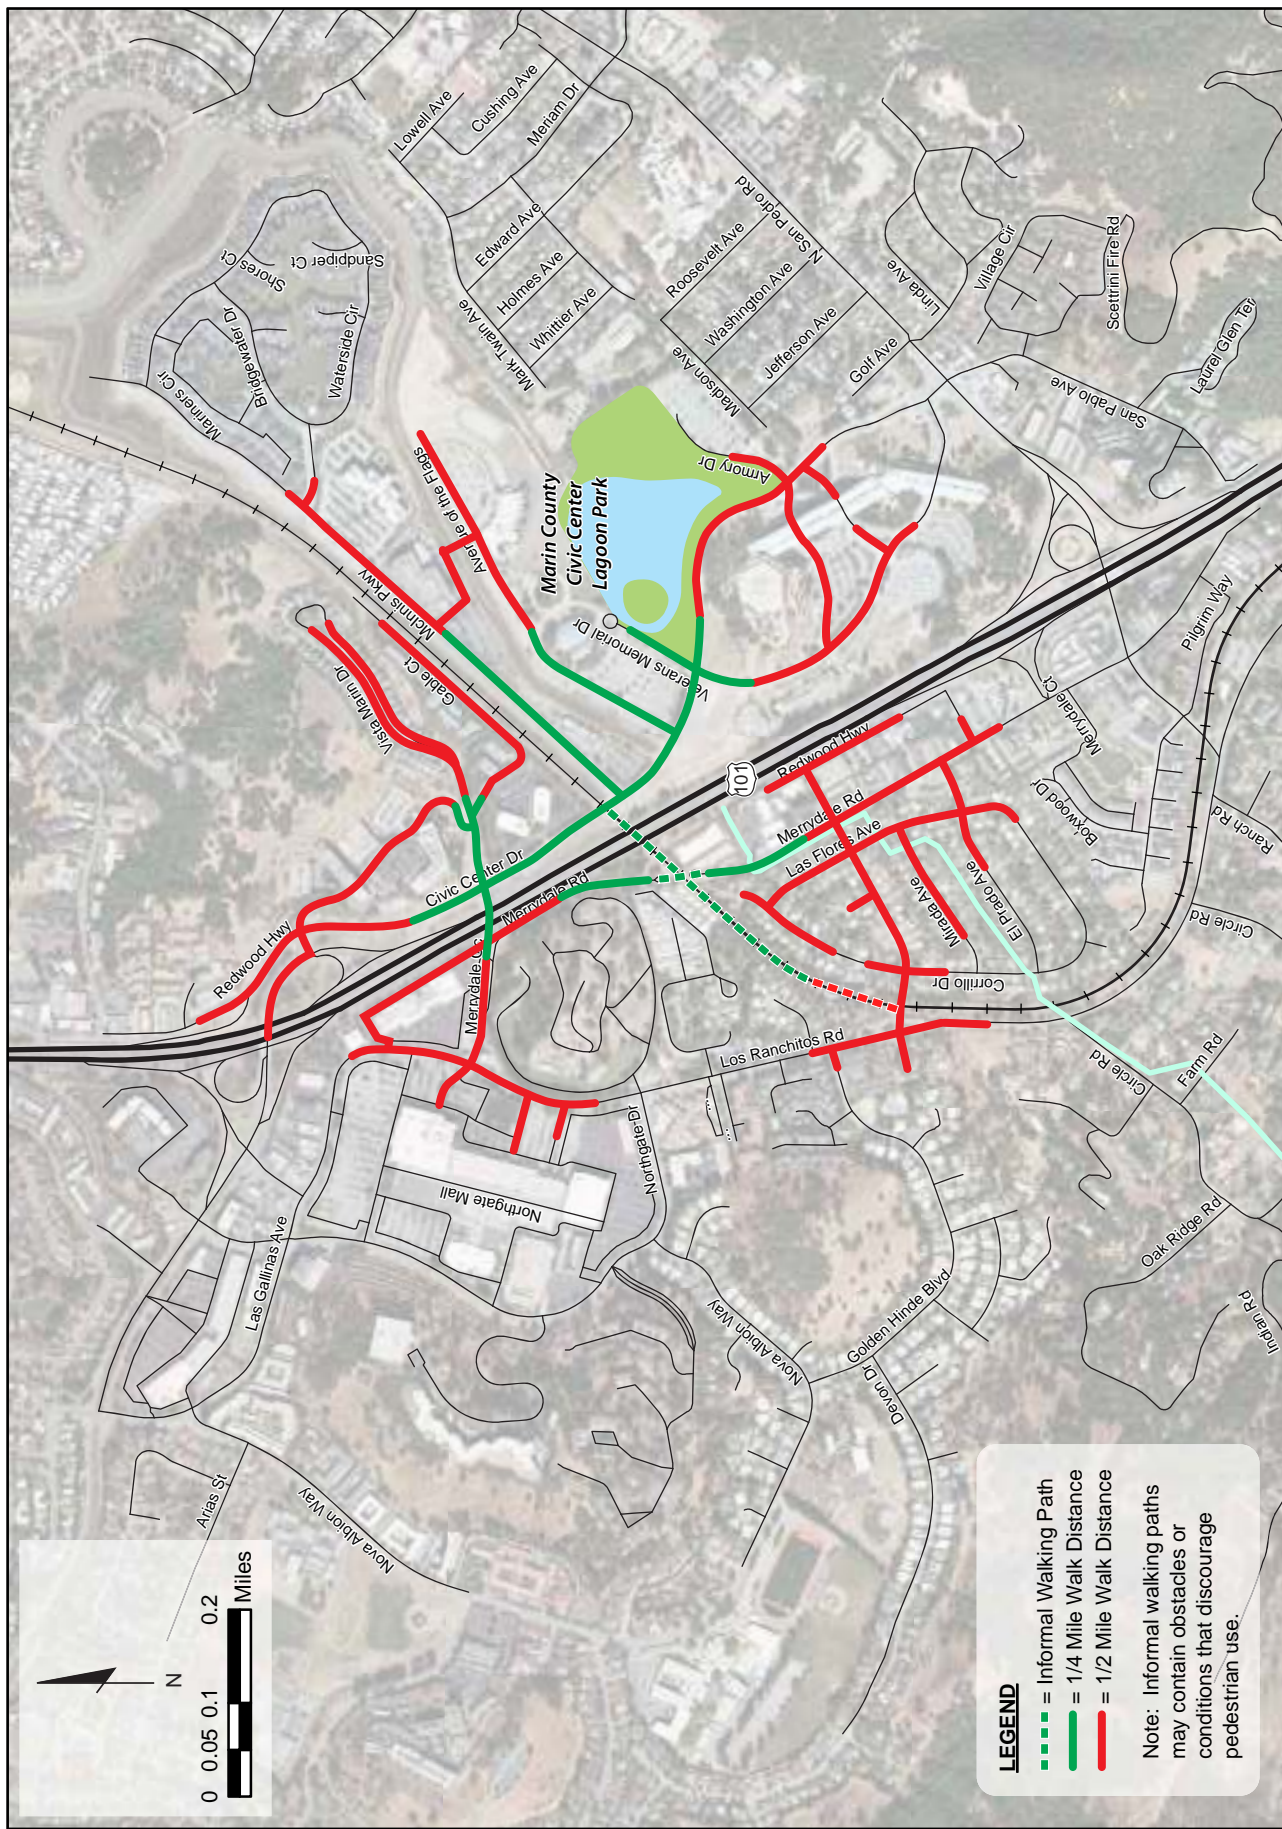 Lowell Ave
Cushing Ave
Meriam Dr
Edward Ave
Holmes Ave
Whittier Ave
Mark Twain Ave
Shores Ct
Sandpiper Ct
Bridgewater Dr
Waterside Cir
Mariners Cir
N San Pedro Rd
Roosevelt Ave
Washington Ave
Jefferson Ave
Madison Ave
Golf Ave
Linda Ave
Village Cir
Scettrini Fire Rd
Laurel Glen Ter
San Pablo Ave
Armory Dr
Avenue of the Flags
Marin County
Civic Center
Lagoon Park
Veterans Memorial Dr
McInnis Pkwy
Gable Ct
Vista Marin Dr
Civic Center Dr
Redwood Hwy
Merrydale Rd
101
Redwood Hwy
Merrydale Rd
Las Flores Ave
Mirada Ave
El Prado Ave
Corrillo Dr
Merrydale Ct
Boxwood Dr
Pilgrim Way
Ranch Rd
Circle Rd
Circle Rd
Farm Rd
Los Ranchitos Rd
Northgate Dr
Northgate Mall
Las Gallinas Ave
Nova Albion Way
Golden Hinde Blvd
Devon Dr
Oak Ridge Rd
Indian Rd
Arias St
Nova Albion Way
N
0 0.05 0.1 0.2
Miles
LEGEND
= Informal Walking Path
= 1/4 Mile Walk Distance
= 1/2 Mile Walk Distance
Note: Informal walking paths
may contain obstacles or
conditions that discourage
pedestrian use.